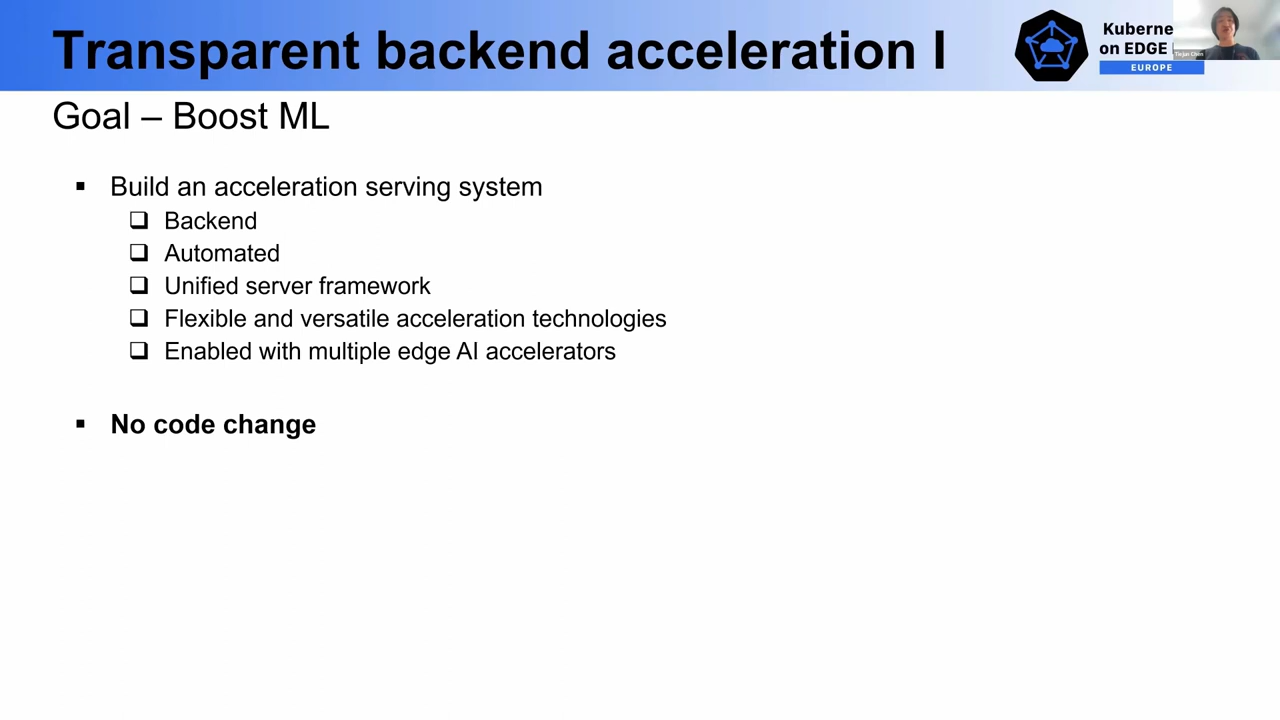 Transparent backend acceleration I
Kuberne
on EDGE
EUROPE
Goal – Boost ML
Build an acceleration serving system
Backend
Automated
Unified server framework
Flexible and versatile acceleration technologies
Enabled with multiple edge AI accelerators
No code change